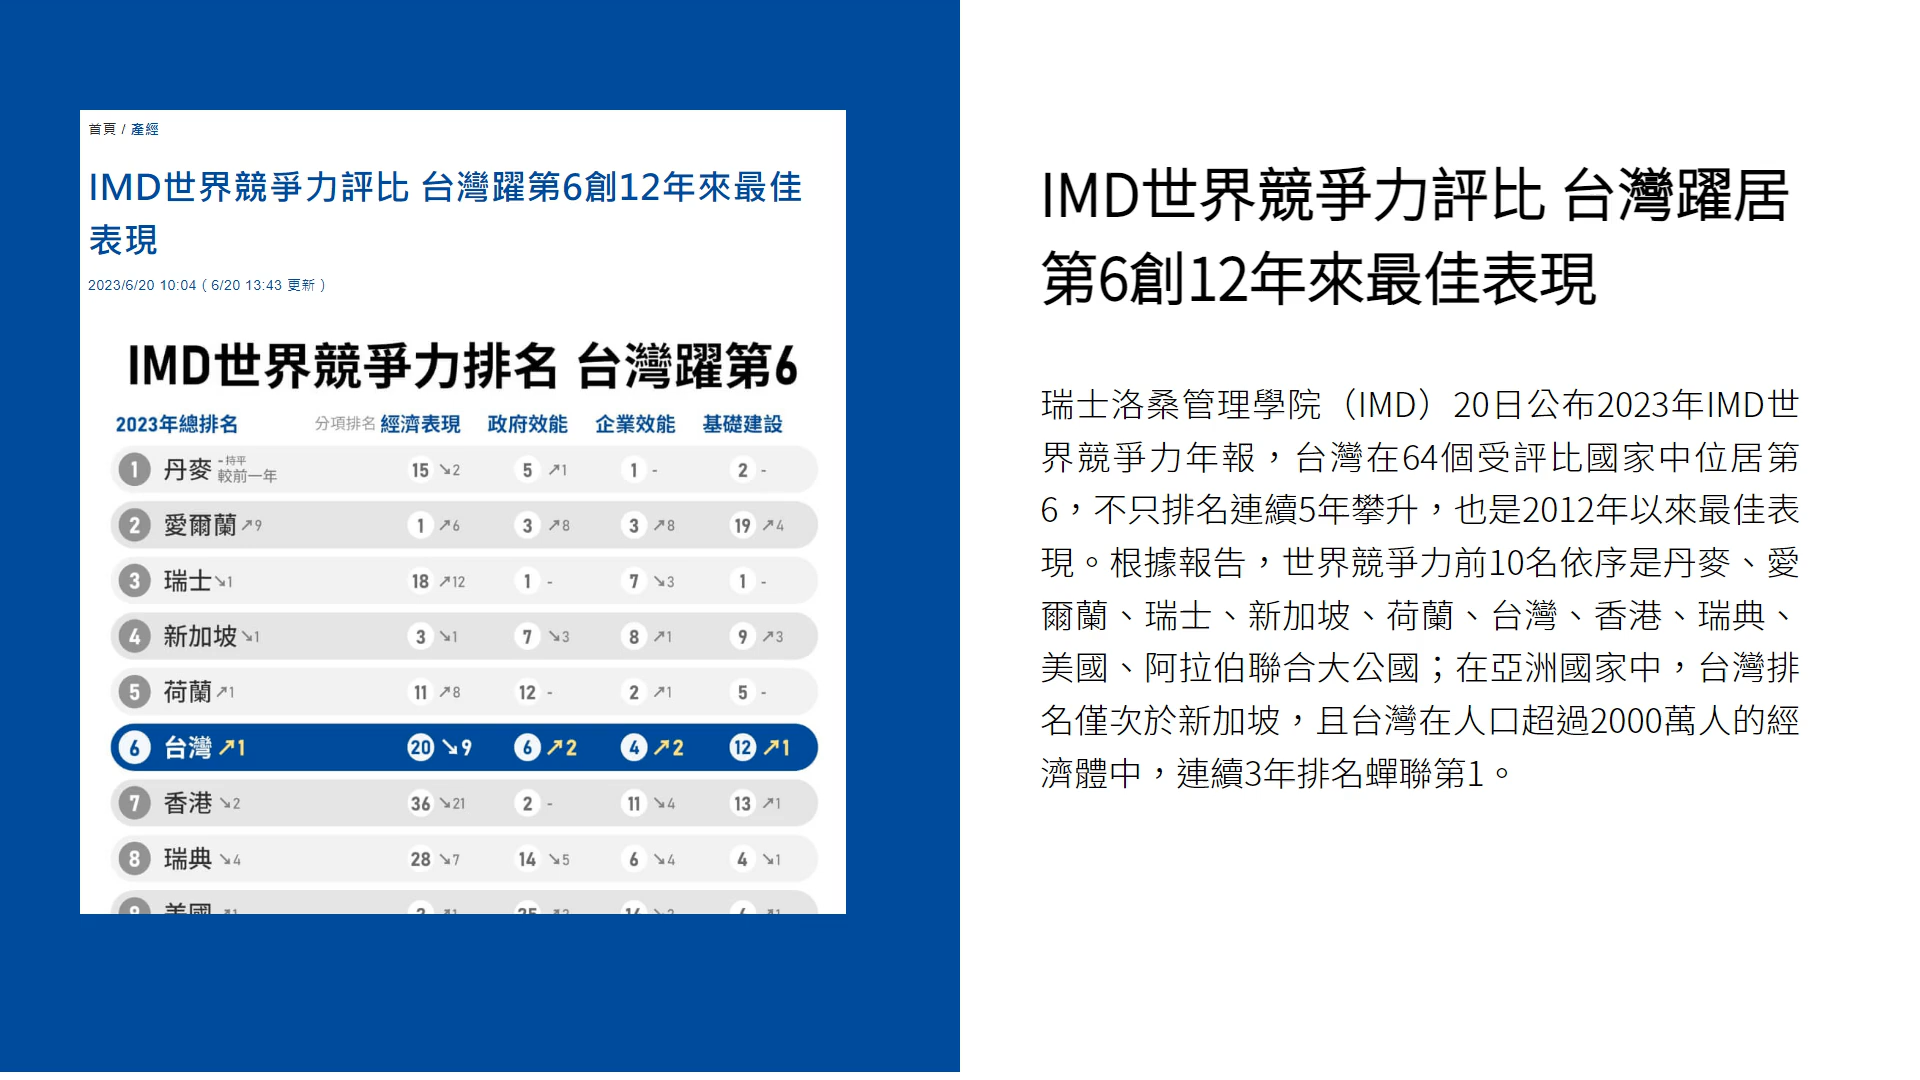 首頁 / 產經
IMD世界競爭力評比 台灣躍第6創12年來最佳
表現
2023/6/20 10:04（6/20 13:43 更新）
IMD世界競爭力排名 台灣躍第6
2023年總排名 分項排名 經濟表現 政府效能 企業效能 基礎建設
1 丹麥 -持平 較前一年 15 ↘2 5 ↗1 1 - 2 -
2 愛爾蘭 ↗9 1 ↗6 3 ↗8 3 ↗8 19 ↗4
3 瑞士 ↘1 18 ↗12 1 - 7 ↘3 1 -
4 新加坡 ↘1 3 ↘1 7 ↘3 8 ↗1 9 ↗3
5 荷蘭 ↗1 11 ↗8 12 - 2 ↗1 5 -
6 台灣 ↗1 20 ↘9 6 ↗2 4 ↗2 12 ↗1
7 香港 ↘2 36 ↘21 2 - 11 ↘4 13 ↗1
8 瑞典 ↘4 28 ↘7 14 ↘5 6 ↘4 4 ↘1
9 美國
IMD世界競爭力評比 台灣躍居
第6創12年來最佳表現
瑞士洛桑管理學院（IMD）20日公布2023年IMD世
界競爭力年報，台灣在64個受評比國家中位居第
6，不只排名連續5年攀升，也是2012年以來最佳表
現。根據報告，世界競爭力前10名依序是丹麥、愛
爾蘭、瑞士、新加坡、荷蘭、台灣、香港、瑞典、
美國、阿拉伯聯合大公國；在亞洲國家中，台灣排
名僅次於新加坡，且台灣在人口超過2000萬人的經
濟體中，連續3年排名蟬聯第1。